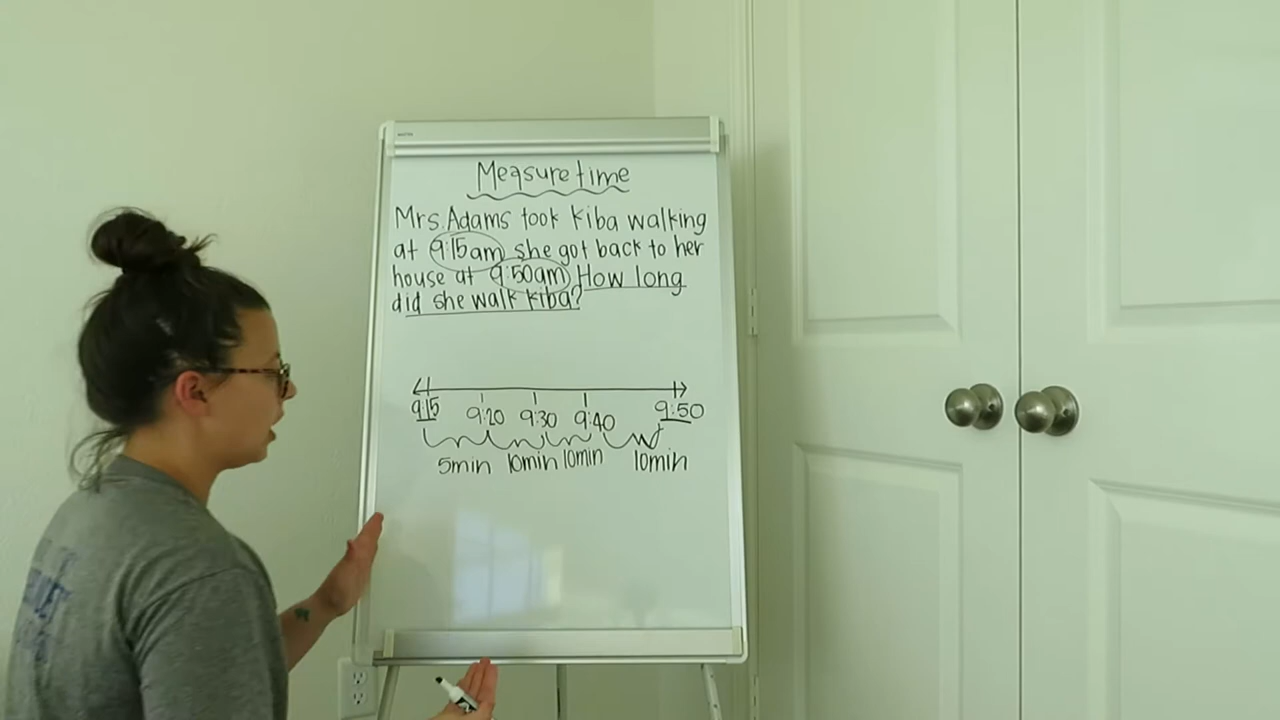 Measure time
Mrs. Adams took Kiba walking
at 9:15am she got back to her
house at 9:50am How long
did she walk kiba?
9:15 9:20 9:30 9:40 9:50
5min 10min 10min 10min